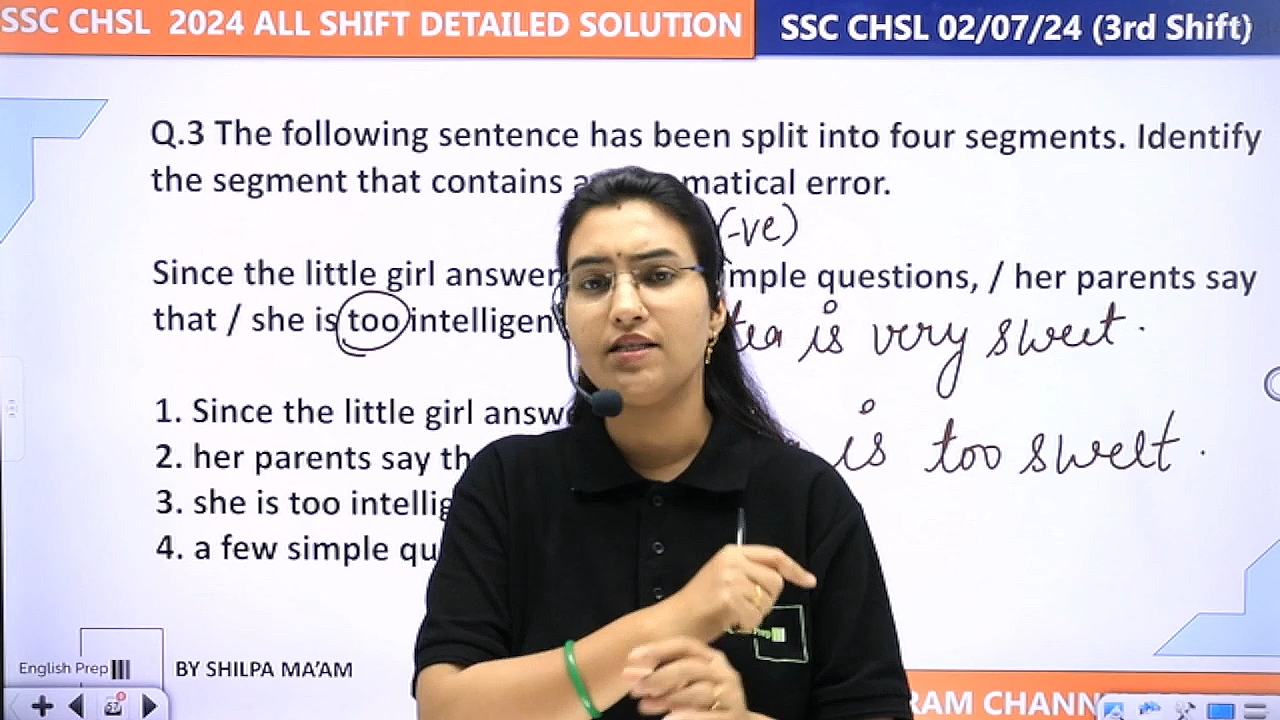 SSC CHSL 2024 ALL SHIFT DETAILED SOLUTION
SSC CHSL 02/07/24 (3rd Shift)
Q.3 The following sentence has been split into four segments. Identify
the segment that contains a matical error.
(-ve)
Since the little girl answer mple questions, / her parents say
that / she is too intelligen
tea is very sweet.
1. Since the little girl answ
is too sweet.
2. her parents say th
3. she is too intellig
4. a few simple qu
English Prep
BY SHILPA MA'AM
RAM CHANN